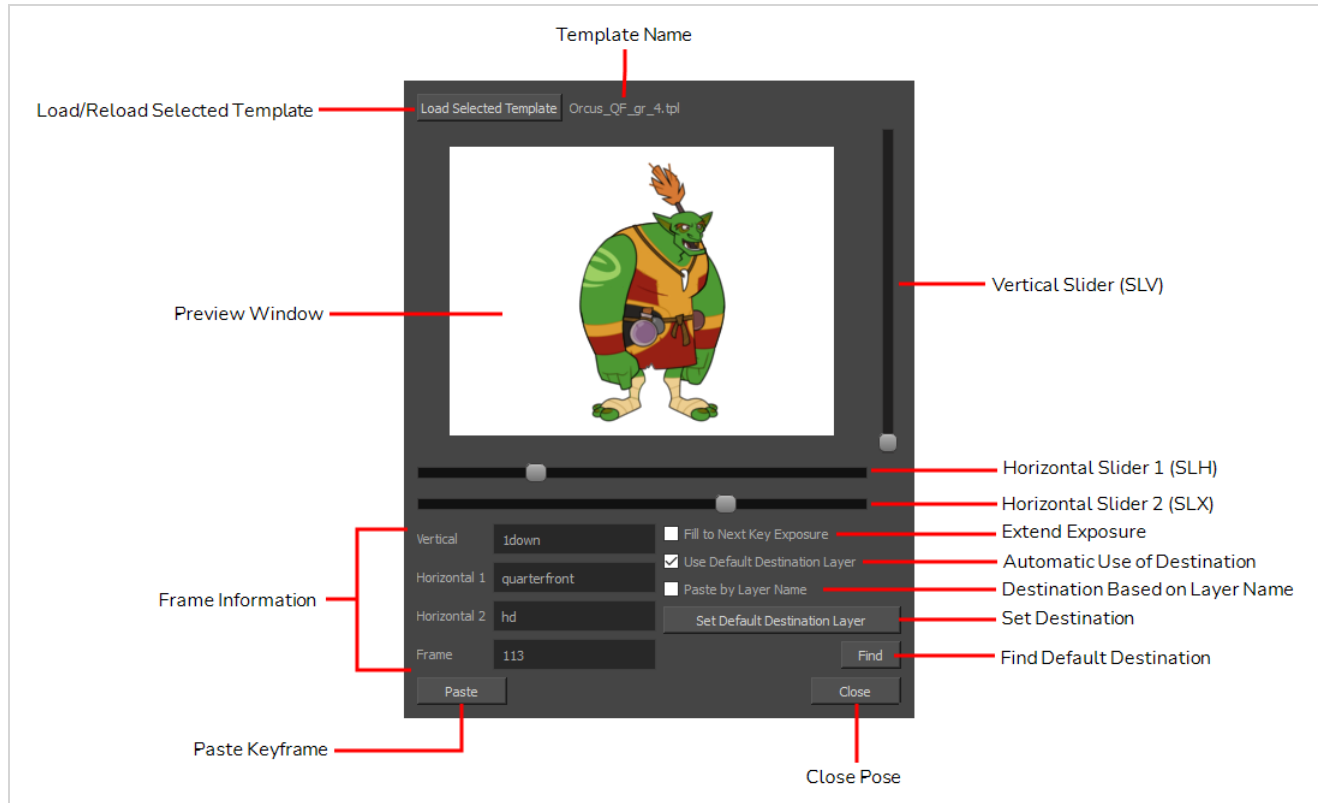 Template Name
Load/Reload Selected Template
Load Selected Template
Orcus_QF_gr_4.tpl
Preview Window
Vertical Slider (SLV)
Horizontal Slider 1 (SLH)
Horizontal Slider 2 (SLX)
Frame Information
Vertical
1down
Horizontal 1
quarterfront
Horizontal 2
hd
Frame
113
Fill to Next Key Exposure
Extend Exposure
Use Default Destination Layer
Automatic Use of Destination
Paste by Layer Name
Destination Based on Layer Name
Set Default Destination Layer
Set Destination
Find
Find Default Destination
Paste
Close
Paste Keyframe
Close Pose